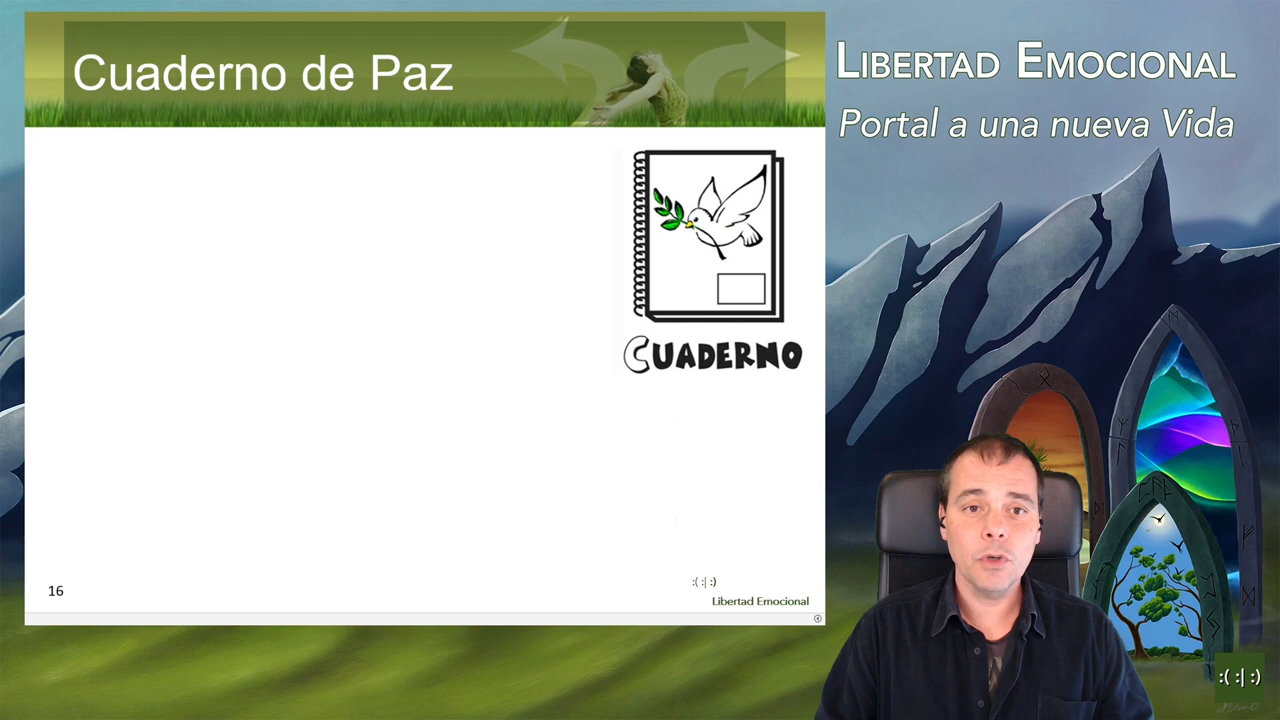 Cuaderno de Paz
CUADERNO
16
:( :| :)
Libertad Emocional
LIBERTAD EMOCIONAL
Portal a una nueva Vida
:( :| :)